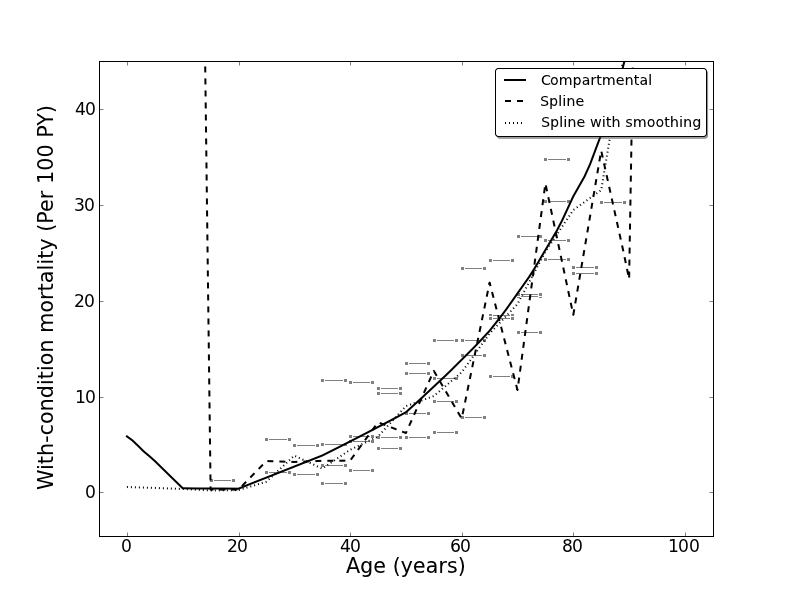 With-condition mortality (Per 100 PY)
40
30
20
10
0
Compartmental
Spline
Spline with smoothing
0 20 40 60 80 100
Age (years)